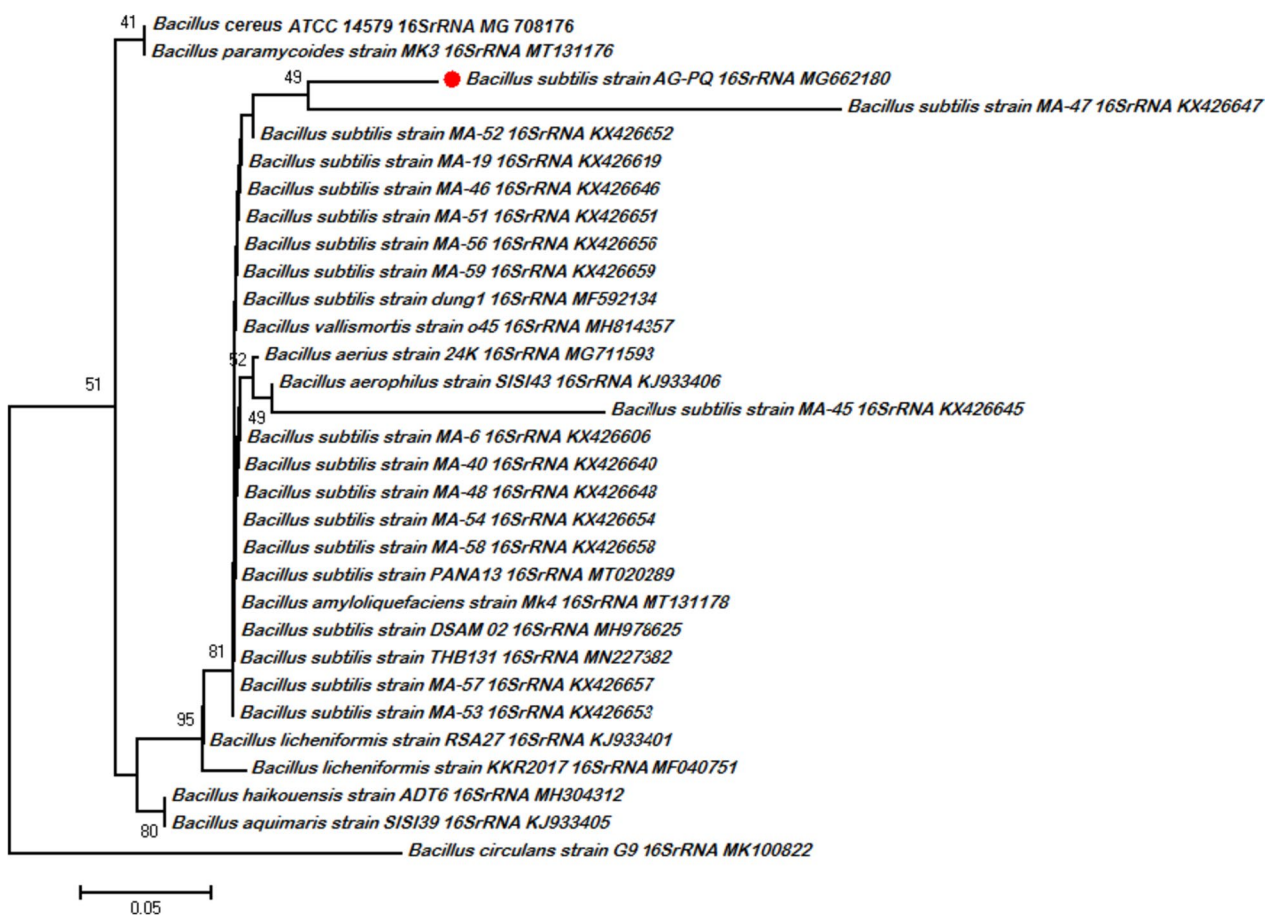 41
Bacillus cereus ATCC 14579 16SrRNA MG 708176
Bacillus paramycoides strain MK3 16SrRNA MT131176
49
Bacillus subtilis strain AG-PQ 16SrRNA MG662180
Bacillus subtilis strain MA-47 16SrRNA KX426647
Bacillus subtilis strain MA-52 16SrRNA KX426652
Bacillus subtilis strain MA-19 16SrRNA KX426619
Bacillus subtilis strain MA-46 16SrRNA KX426646
Bacillus subtilis strain MA-51 16SrRNA KX426651
Bacillus subtilis strain MA-56 16SrRNA KX426656
Bacillus subtilis strain MA-59 16SrRNA KX426659
Bacillus subtilis strain dung1 16SrRNA MF592134
Bacillus vallismortis strain o45 16SrRNA MH814357
52
Bacillus aerius strain 24K 16SrRNA MG711593
51
Bacillus aerophilus strain SISI43 16SrRNA KJ933406
Bacillus subtilis strain MA-45 16SrRNA KX426645
49
Bacillus subtilis strain MA-6 16SrRNA KX426606
Bacillus subtilis strain MA-40 16SrRNA KX426640
Bacillus subtilis strain MA-48 16SrRNA KX426648
Bacillus subtilis strain MA-54 16SrRNA KX426654
Bacillus subtilis strain MA-58 16SrRNA KX426658
Bacillus subtilis strain PANA13 16SrRNA MT020289
Bacillus amyloliquefaciens strain Mk4 16SrRNA MT131178
Bacillus subtilis strain DSAM 02 16SrRNA MH978625
81
Bacillus subtilis strain THB131 16SrRNA MN227382
Bacillus subtilis strain MA-57 16SrRNA KX426657
Bacillus subtilis strain MA-53 16SrRNA KX426653
95
Bacillus licheniformis strain RSA27 16SrRNA KJ933401
Bacillus licheniformis strain KKR2017 16SrRNA MF040751
Bacillus haikouensis strain ADT6 16SrRNA MH304312
Bacillus aquimaris strain SISI39 16SrRNA KJ933405
80
Bacillus circulans strain G9 16SrRNA MK100822
0.05